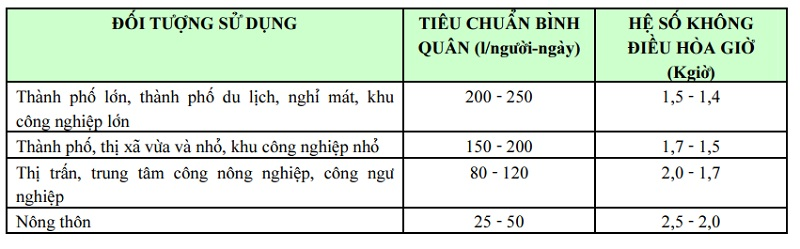 ĐỐI TƯỢNG SỬ DỤNG
TIÊU CHUẨN BÌNH
QUÂN (l/người-ngày)
HỆ SỐ KHÔNG
ĐIỀU HÒA GIỜ
(Kgiờ)
Thành phố lớn, thành phố du lịch, nghỉ mát, khu
công nghiệp lớn
200 - 250
1,5 - 1,4
Thành phố, thị xã vừa và nhỏ, khu công nghiệp nhỏ
150 - 200
1,7 - 1,5
Thị trấn, trung tâm công nông nghiệp, công ngư
nghiệp
80 - 120
2,0 - 1,7
Nông thôn
25 - 50
2,5 - 2,0